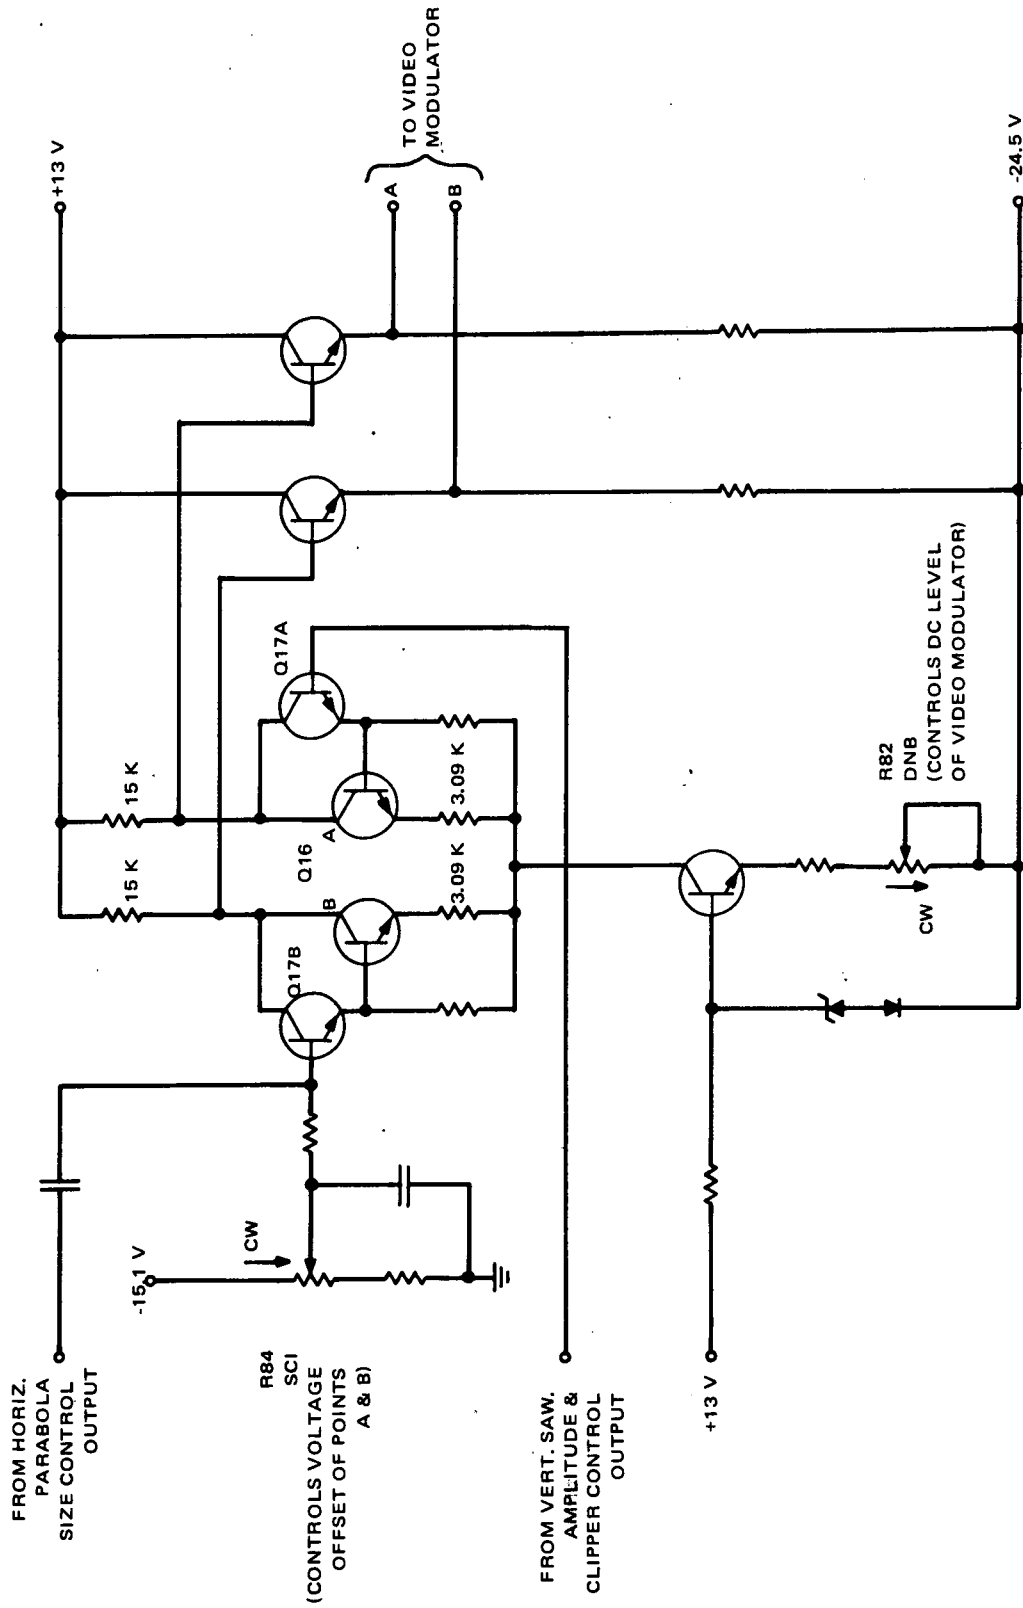 FROM HORIZ.
PARABOLA
SIZE CONTROL
OUTPUT
+13 V
-15.1 V
CW
R84
SCI
(CONTROLS VOLTAGE
OFFSET OF POINTS
A & B)
15 K
15 K
Q17B
Q16
B
A
Q17A
3.09 K
3.09 K
A
B
TO VIDEO
MODULATOR
FROM VERT. SAW.
AMPLITUDE &
CLIPPER CONTROL
OUTPUT
+13 V
CW
R82
DNB
(CONTROLS DC LEVEL
OF VIDEO MODULATOR)
-24.5 V